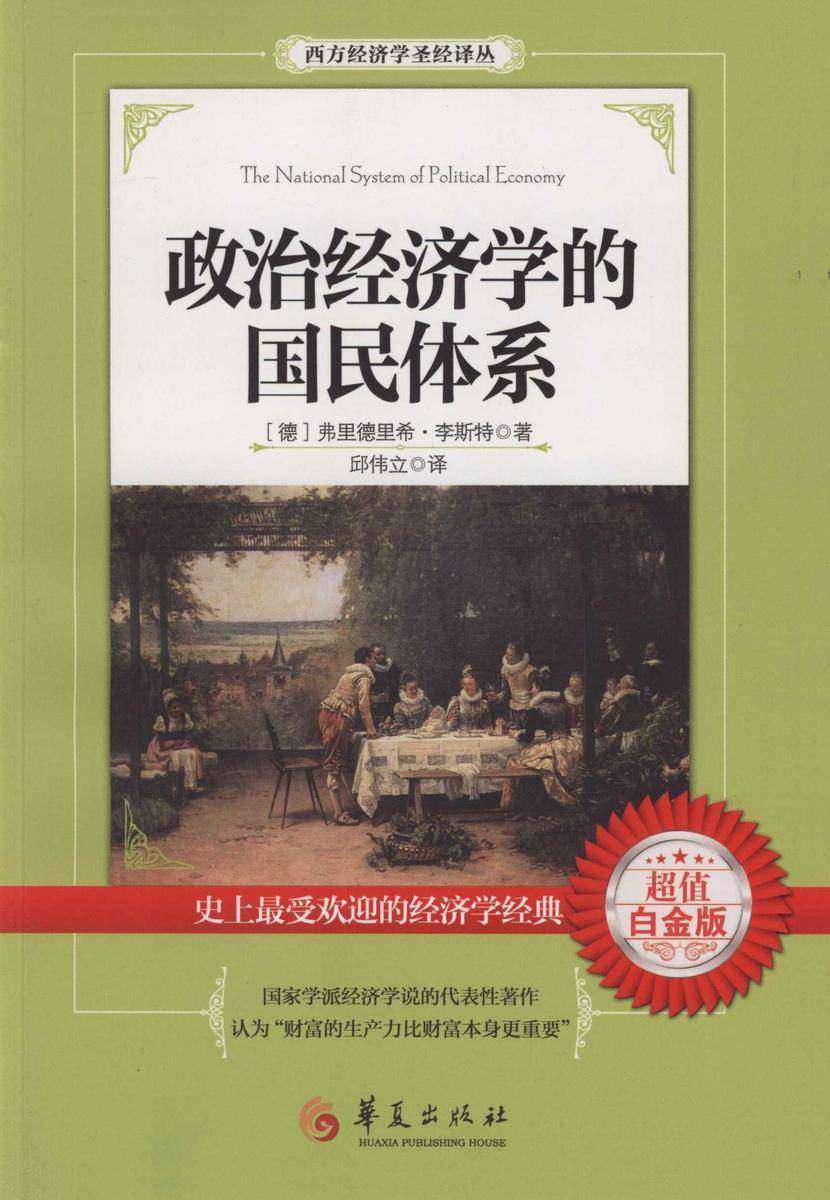 西方经济学圣经译丛
The National System of Political Economy
政治经济学的
国民体系
［德］弗里德里希·李斯特◎著
邱伟立◎译
史上最受欢迎的经济学经典
超值
白金版
国家学派经济学说的代表性著作
认为“财富的生产力比财富本身更重要”
華夏出版社
HUAXIA PUBLISHING HOUSE